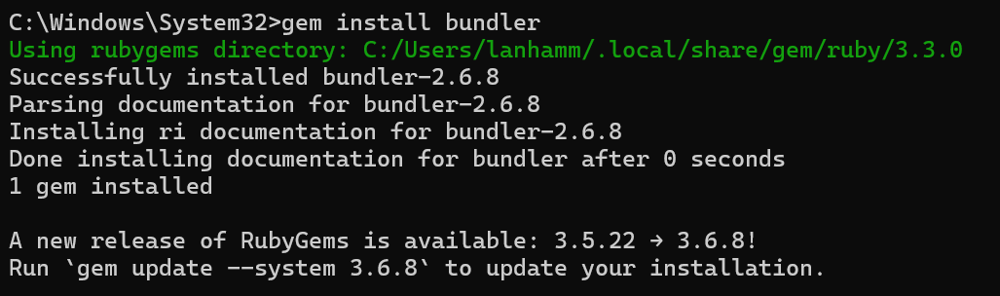 C:\Windows\System32>gem install bundler
Using rubygems directory: C:/Users/lanhamm/.local/share/gem/ruby/3.3.0
Successfully installed bundler-2.6.8
Parsing documentation for bundler-2.6.8
Installing ri documentation for bundler-2.6.8
Done installing documentation for bundler after 0 seconds
1 gem installed
A new release of RubyGems is available: 3.5.22 → 3.6.8!
Run `gem update --system 3.6.8` to update your installation.